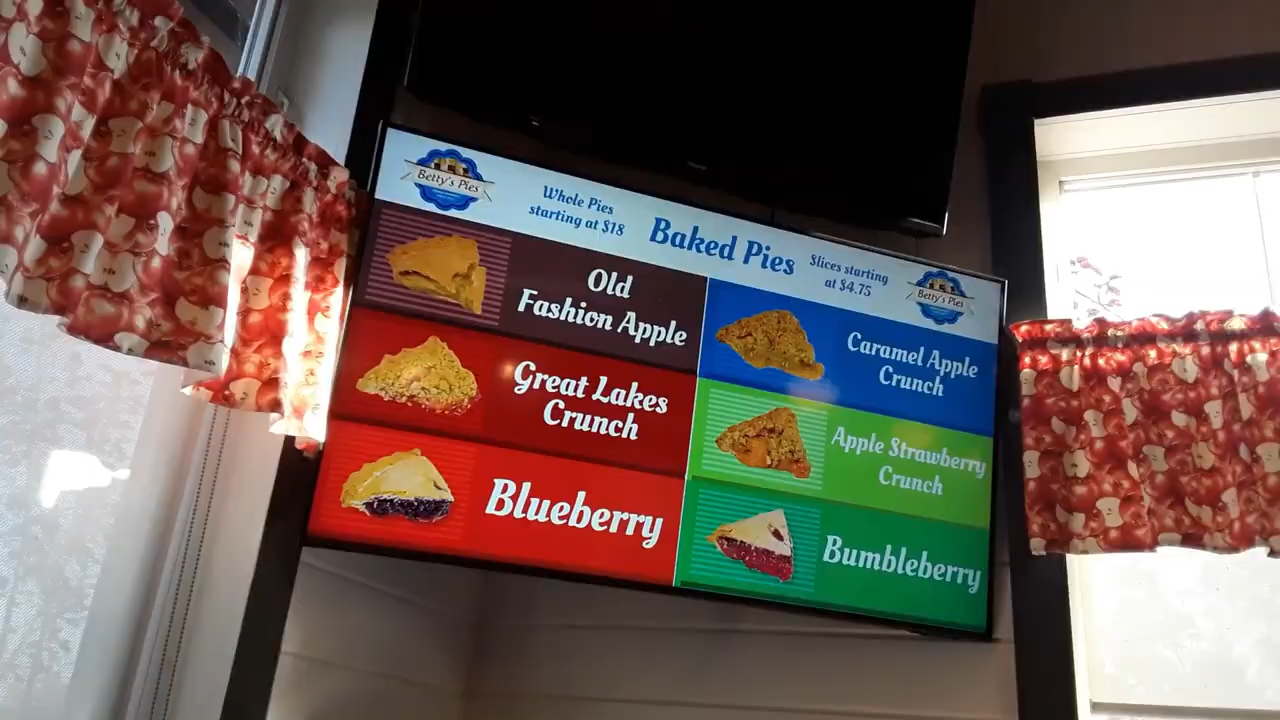 Betty's Pies
Whole Pies
starting at $18
Baked Pies
Slices starting
at $4.75
Betty's Pies
Old
Fashion Apple
Great Lakes
Crunch
Blueberry
Caramel Apple
Crunch
Apple Strawberry
Crunch
Bumbleberry